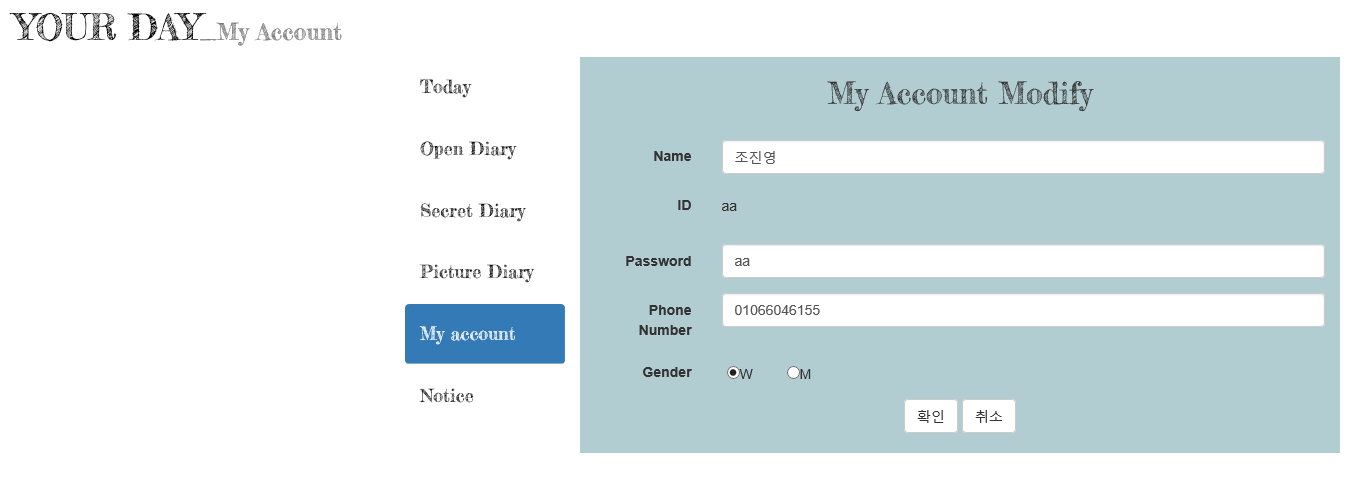 YOUR DAY_My Account
Today
Open Diary
Secret Diary
Picture Diary
My account
Notice
My Account Modify
Name 조진영
ID aa
Password aa
Phone Number 01066046155
Gender W M
확인 취소